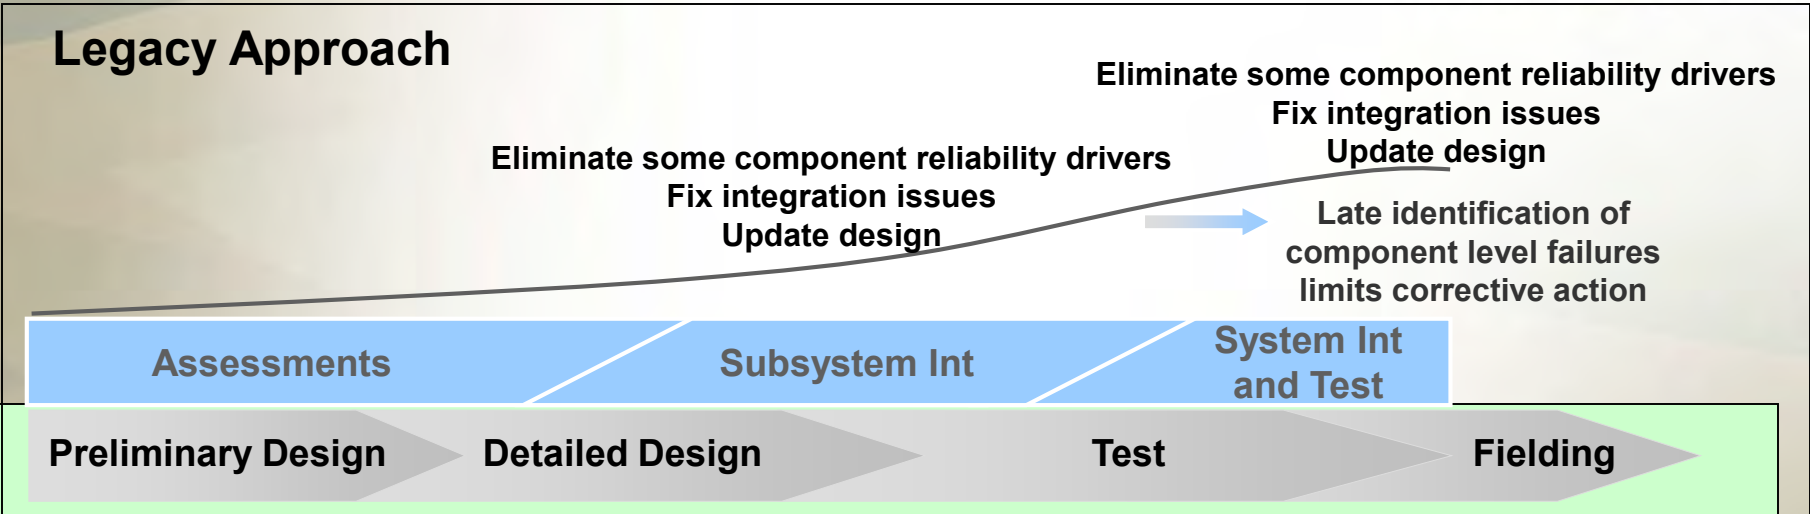 Legacy Approach
Eliminate some component reliability drivers
Fix integration issues
Update design
Eliminate some component reliability drivers
Fix integration issues
Update design
Late identification of
component level failures
limits corrective action
Assessments
Subsystem Int
System Int
and Test
Preliminary Design
Detailed Design
Test
Fielding